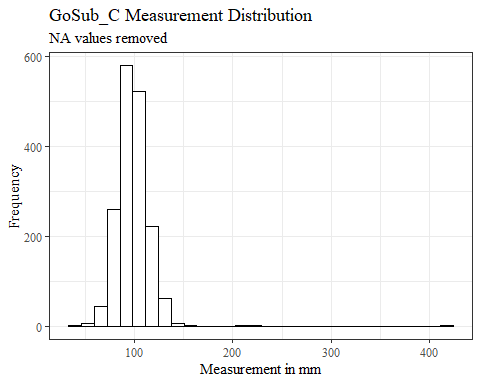 GoSub_C Measurement Distribution
NA values removed
600
400
200
0
Frequency
100
200
300
400
Measurement in mm